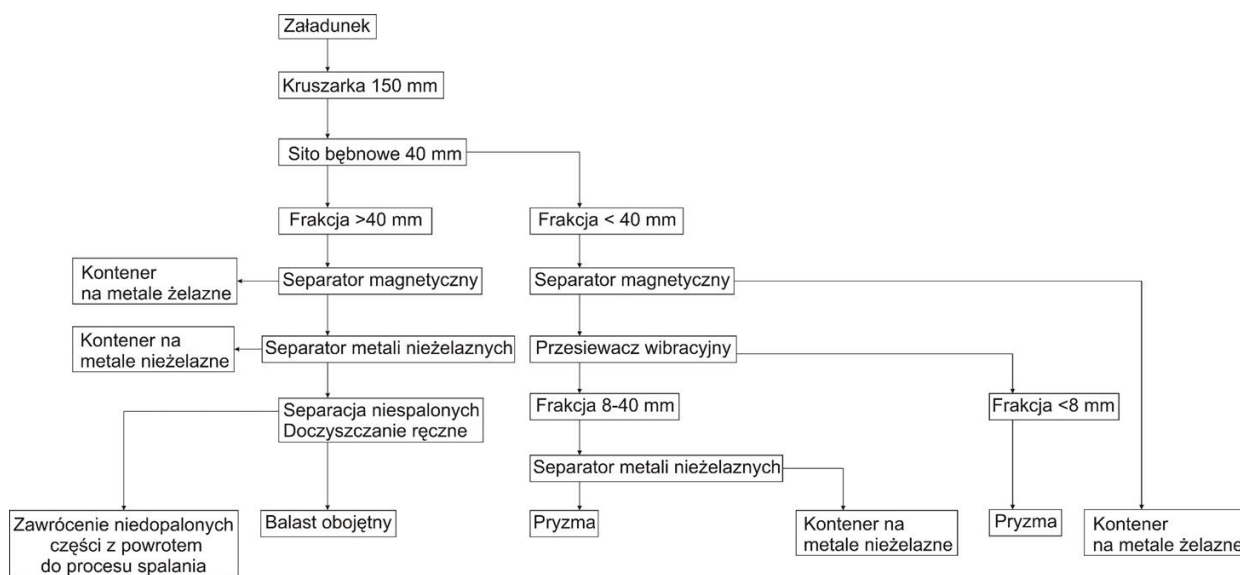 Załadunek
Kruszarka 150 mm
Sito bębnowe 40 mm
Frakcja >40 mm
Frakcja < 40 mm
Kontener
na metale żelazne
Separator magnetyczny
Separator magnetyczny
Kontener na
metale nieżelazne
Separator metali nieżelaznych
Przesiewacz wibracyjny
Separacja niespalonych
Doczyszczanie ręczne
Frakcja 8-40 mm
Frakcja <8 mm
Separator metali nieżelaznych
Zawrócenie niedopalonych
części z powrotem
do procesu spalania
Balast obojętny
Pryzma
Kontener na
metale nieżelazne
Pryzma
Kontener
na metale żelazne